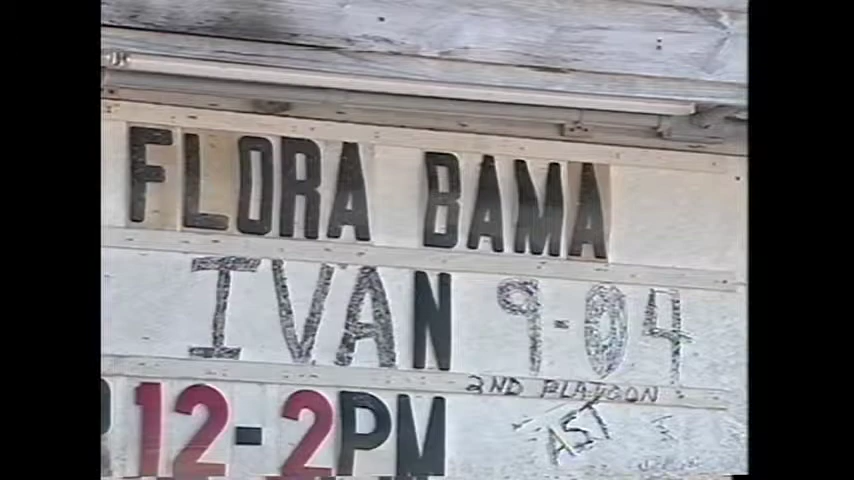 FLORA BAMA
IVAN 9-04
2ND PLATOON
12-2PM
AST